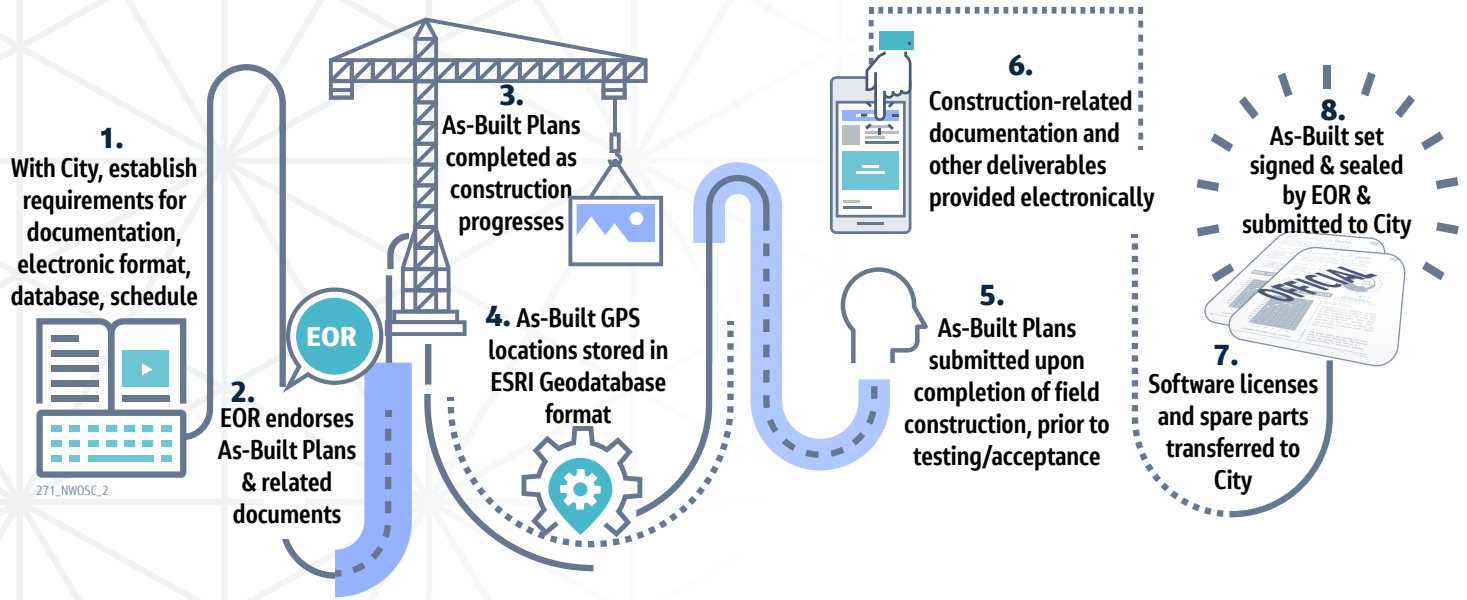 1.
With City, establish
requirements for
documentation,
electronic format,
database, schedule
271_NWOSC_2
EOR
2.
EOR endorses
As-Built Plans
& related
documents
3.
As-Built Plans
completed as
construction
progresses
4. As-Built GPS
locations stored in
ESRI Geodatabase
format
5.
As-Built Plans
submitted upon
completion of field
construction, prior to
testing/acceptance
6.
Construction-related
documentation and
other deliverables
provided electronically
7.
Software licenses
and spare parts
transferred to
City
8.
As-Built set
signed & sealed
by EOR &
submitted to City
OFFICIAL